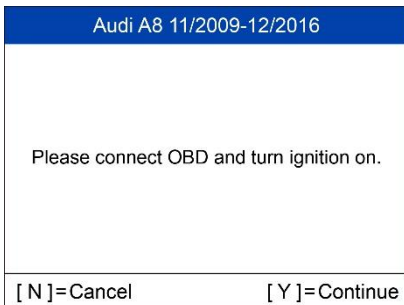 Audi A8 11/2009-12/2016
Please connect OBD and turn ignition on.
[ N ]=Cancel [ Y ]=Continue